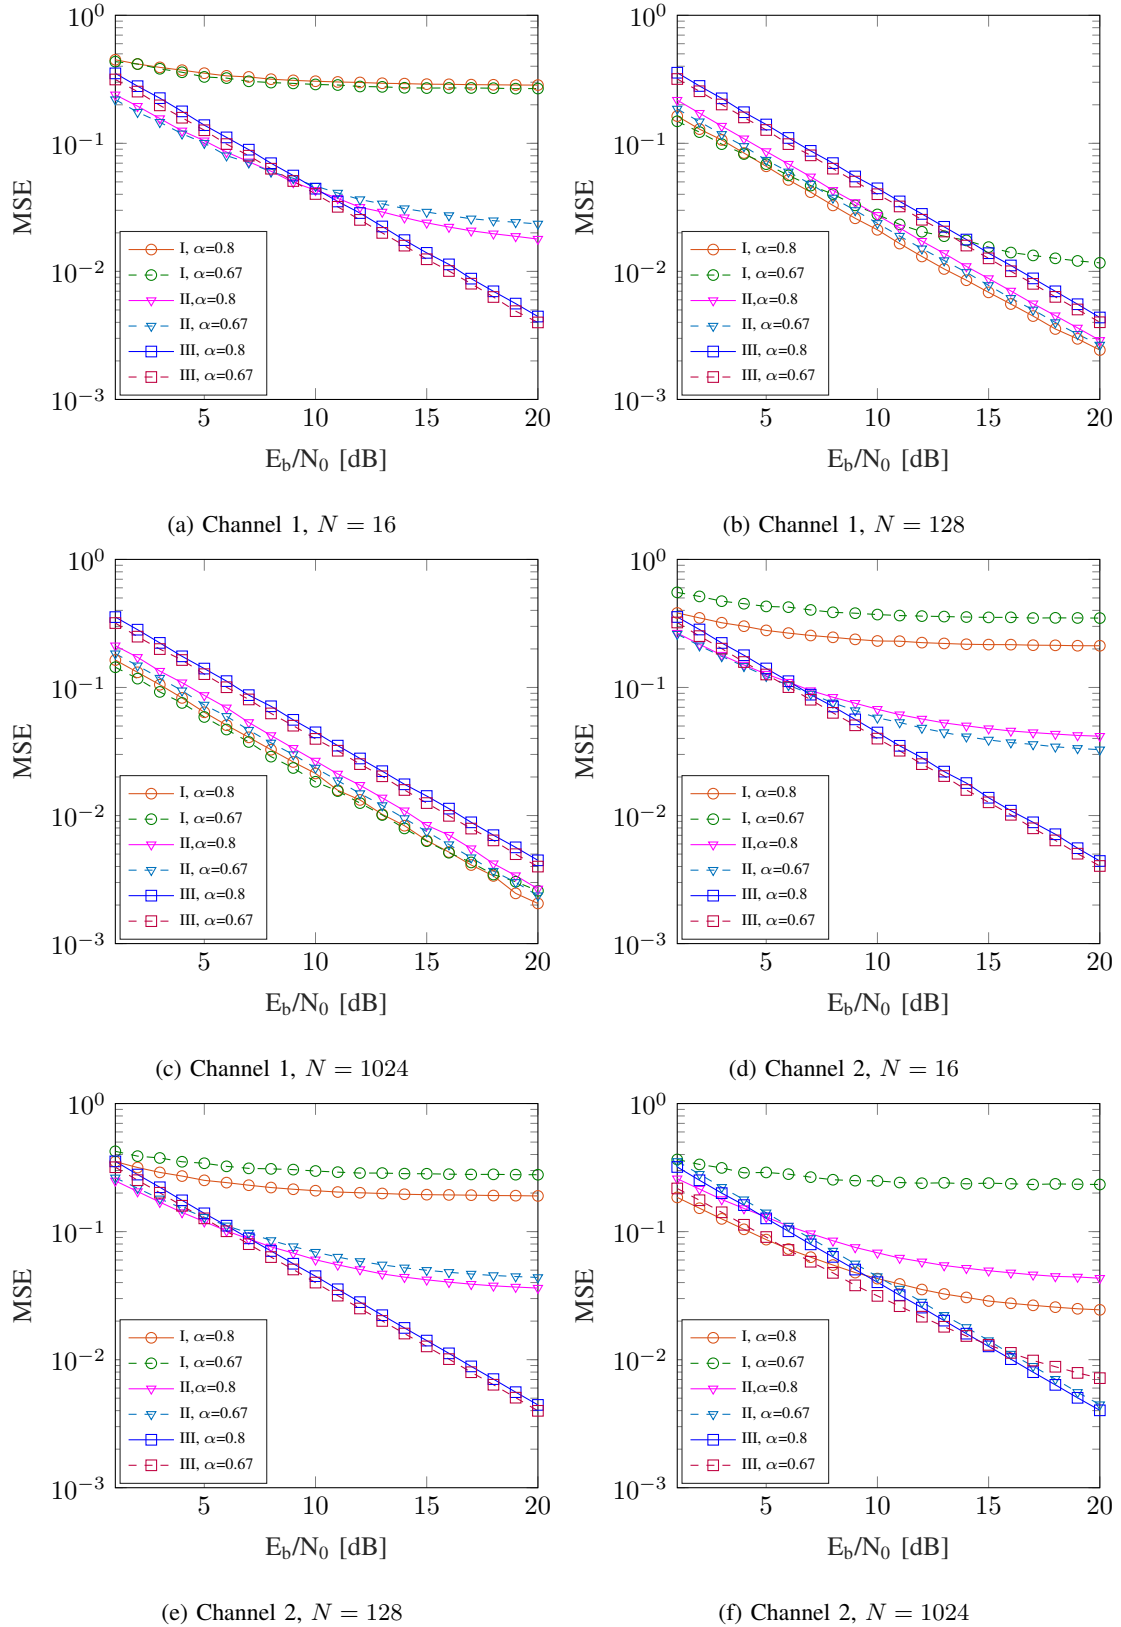 10^0
10^-1
10^-2
10^-3
MSE
I, α=0.8
I, α=0.67
II,α=0.8
II, α=0.67
III, α=0.8
III, α=0.67
5 10 15 20
E_b/N_0 [dB]
(a) Channel 1, N = 16
10^0
10^-1
10^-2
10^-3
MSE
I, α=0.8
I, α=0.67
II,α=0.8
II, α=0.67
III, α=0.8
III, α=0.67
5 10 15 20
E_b/N_0 [dB]
(b) Channel 1, N = 128
10^0
10^-1
10^-2
10^-3
MSE
I, α=0.8
I, α=0.67
II,α=0.8
II, α=0.67
III, α=0.8
III, α=0.67
5 10 15 20
E_b/N_0 [dB]
(c) Channel 1, N = 1024
10^0
10^-1
10^-2
10^-3
MSE
I, α=0.8
I, α=0.67
II,α=0.8
II, α=0.67
III, α=0.8
III, α=0.67
5 10 15 20
E_b/N_0 [dB]
(d) Channel 2, N = 16
10^0
10^-1
10^-2
10^-3
MSE
I, α=0.8
I, α=0.67
II,α=0.8
II, α=0.67
III, α=0.8
III, α=0.67
5 10 15 20
E_b/N_0 [dB]
(e) Channel 2, N = 128
10^0
10^-1
10^-2
10^-3
MSE
I, α=0.8
I, α=0.67
II,α=0.8
II, α=0.67
III, α=0.8
III, α=0.67
5 10 15 20
E_b/N_0 [dB]
(f) Channel 2, N = 1024